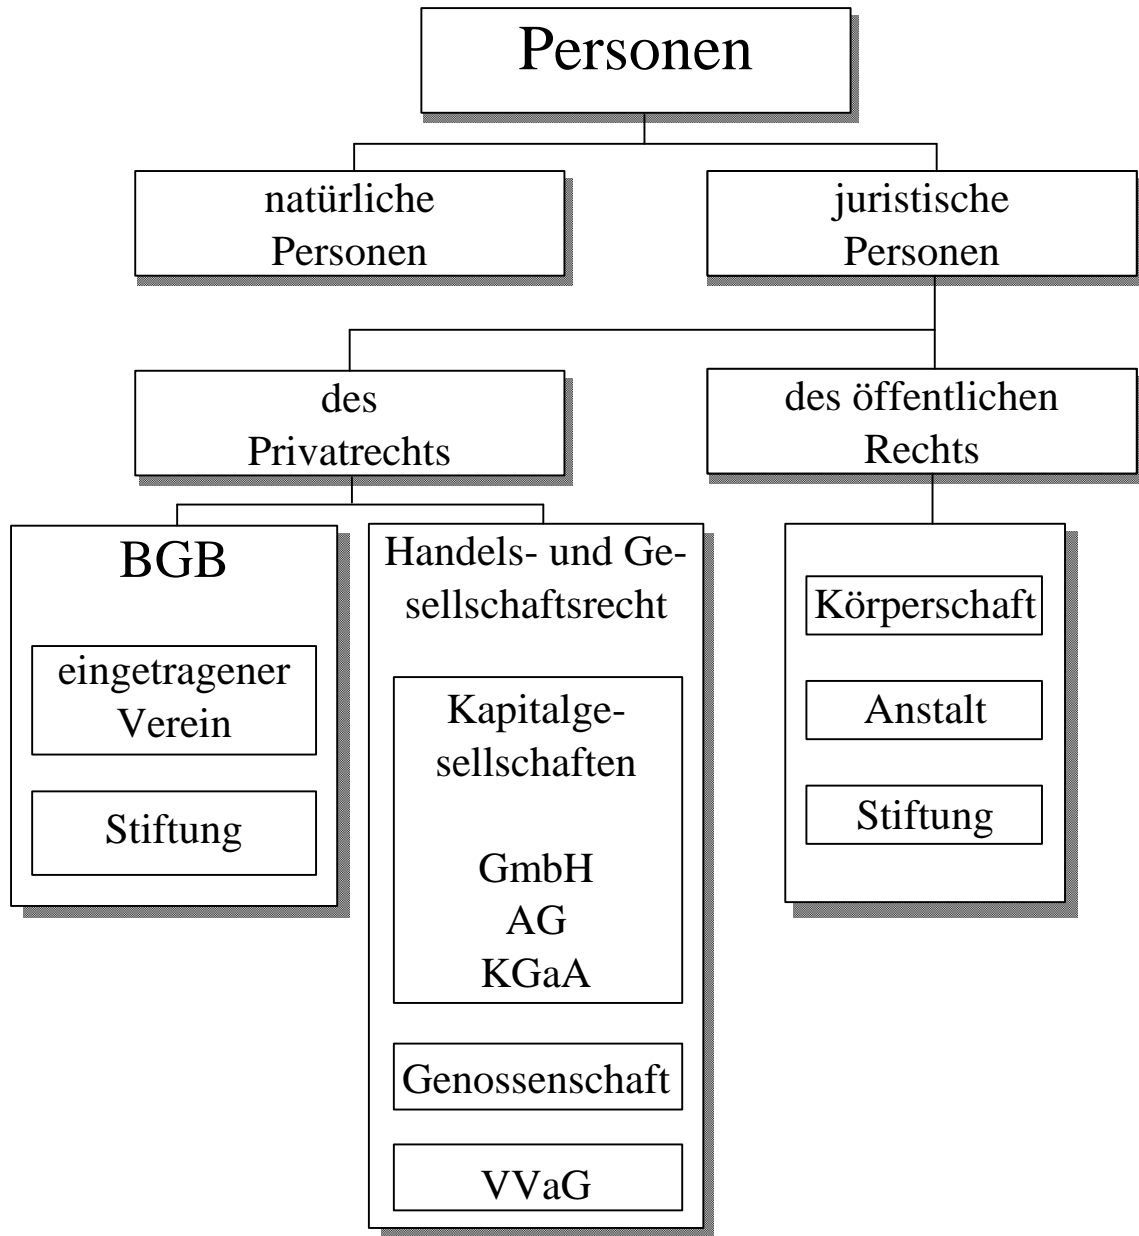 Personen
natürliche
Personen
juristische
Personen
des
Privatrechts
des öffentlichen
Rechts
BGB
eingetragener
Verein
Stiftung
Handels- und Ge-
sellschaftsrecht
Kapitalge-
sellschaften
GmbH
AG
KGaA
Genossenschaft
VVaG
Körperschaft
Anstalt
Stiftung